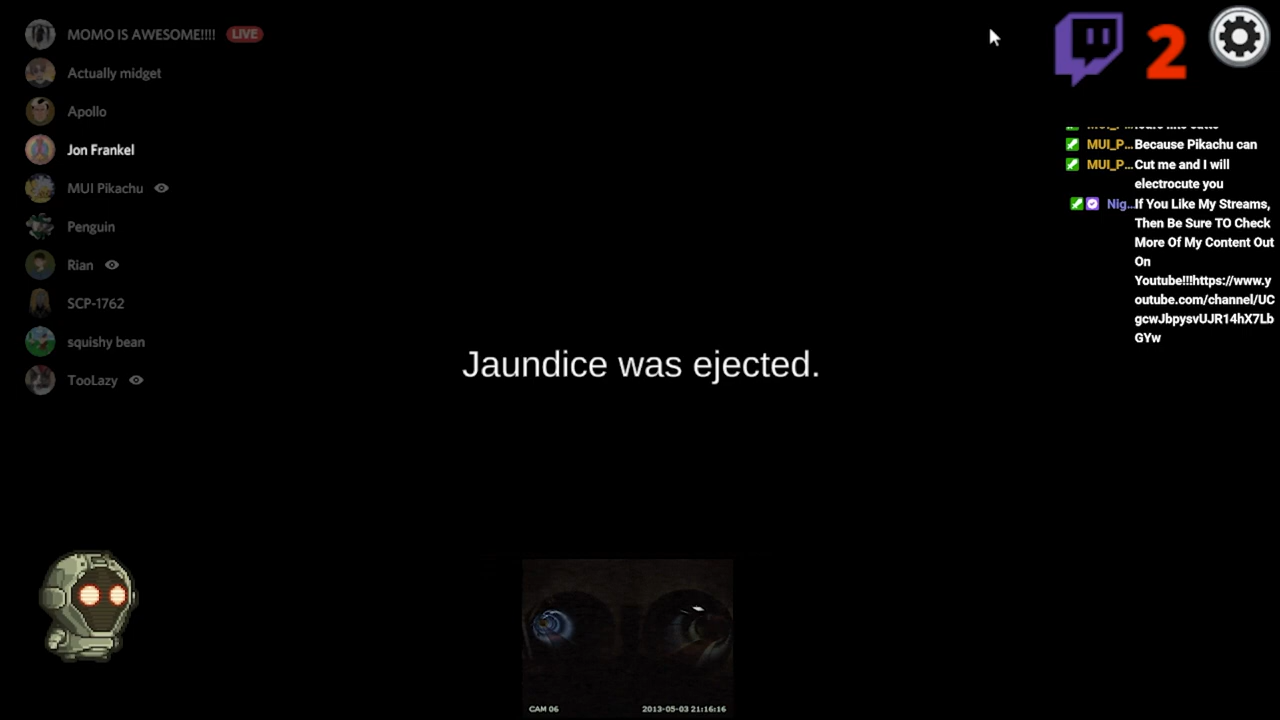 MOMO IS AWESOME!!!! LIVE
Actually midget
Apollo
Jon Frankel
MUI Pikachu
Penguin
Rian
SCP-1762
squishy bean
TooLazy
2
MUI_P... Because Pikachu can
MUI_P... Cut me and I will
electrocute you
Nig... If You Like My Streams,
Then Be Sure TO Check
More Of My Content Out
On
Youtube!!!https://www.y
outube.com/channel/UC
gcwJbpysvUJR14hX7Lb
GYw
Jaundice was ejected.
CAM 06 2013-05-03 21:16:16